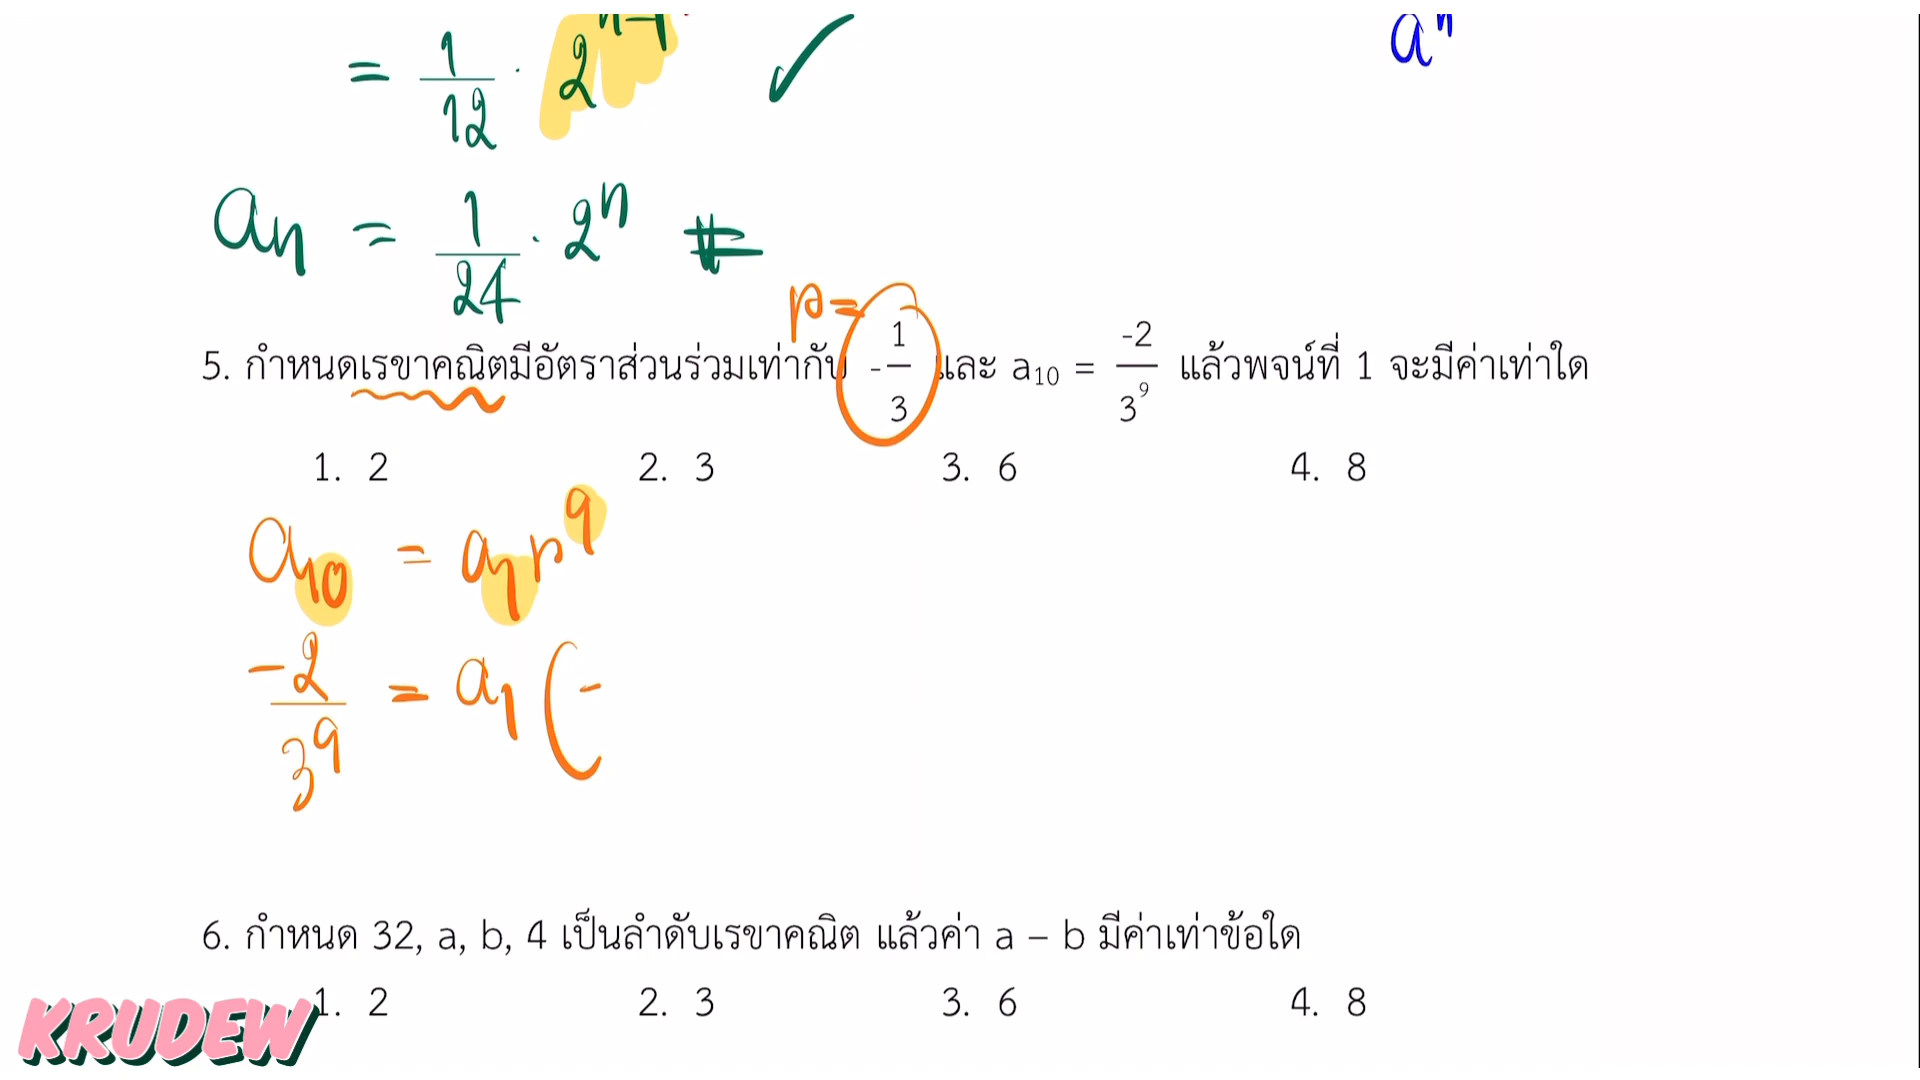 = 1/12 · 2ⁿ⁻¹ ✓ aⁿ
aₙ = 1/24 · 2ⁿ #
r =
5. กำหนดเรขาคณิตมีอัตราส่วนร่วมเท่ากับ -1/3 และ a₁₀ = -2/3⁹ แล้วพจน์ที่ 1 จะมีค่าเท่าใด
1. 2 2. 3 3. 6 4. 8
a₁₀ = a₁r⁹
-2/3⁹ = a₁(-
6. กำหนด 32, a, b, 4 เป็นลำดับเรขาคณิต แล้วค่า a – b มีค่าเท่าข้อใด
1. 2 2. 3 3. 6 4. 8
KRUDEW